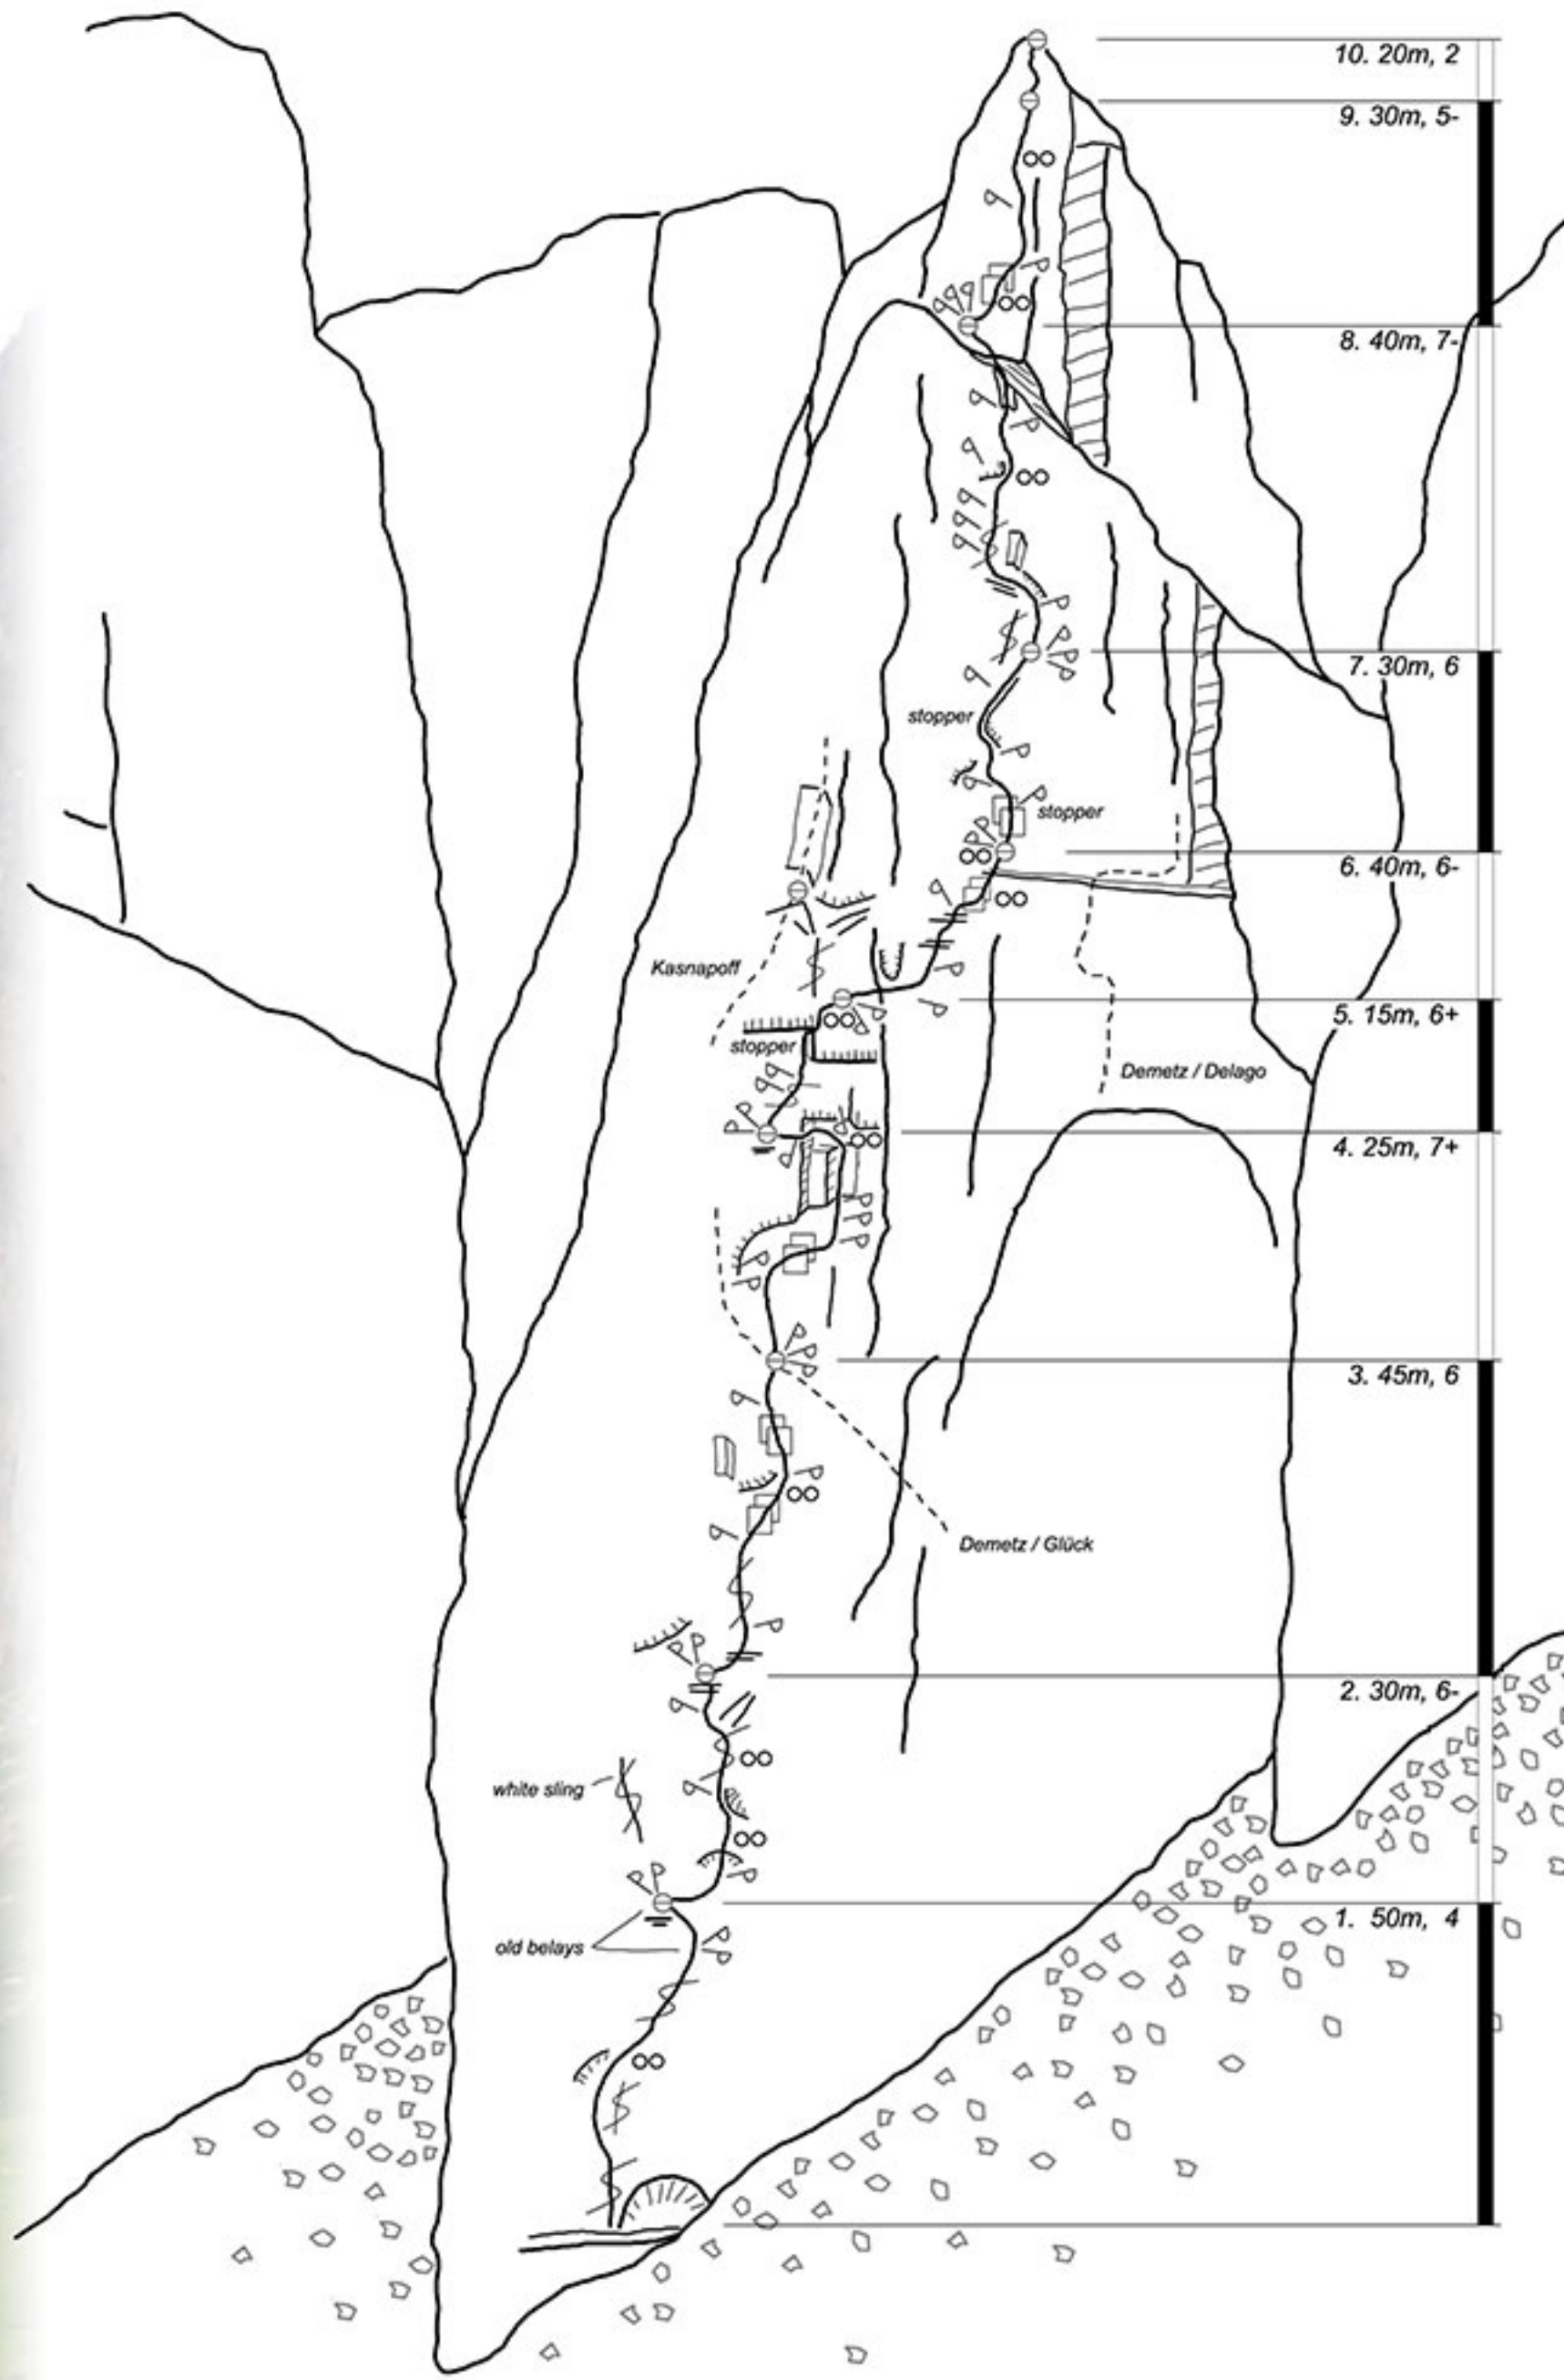 10. 20m, 2
9. 30m, 5-
8. 40m, 7-
7. 30m, 6
stopper
stopper
6. 40m, 6-
Kasnapoff
5. 15m, 6+
stopper
Demetz / Delago
4. 25m, 7+
3. 45m, 6
Demetz / Glück
2. 30m, 6-
white sling
1. 50m, 4
old belays